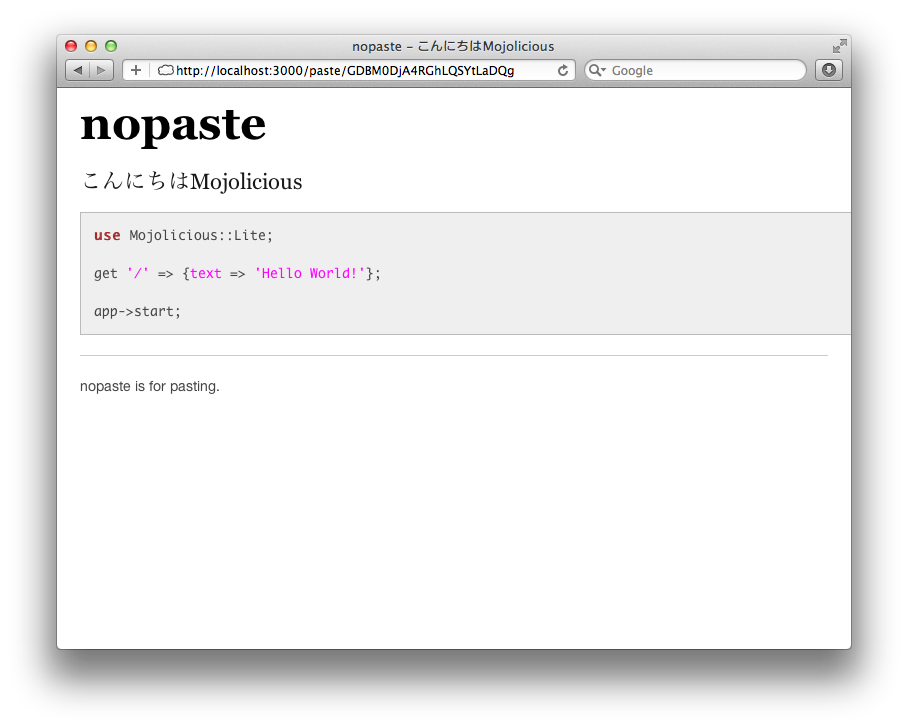 nopaste – こんにちはMojolicious
http://localhost:3000/paste/GDBM0DjA4RGhLQSYtLaDQg
Google
nopaste
こんにちはMojolicious
use Mojolicious::Lite;
get '/' => {text => 'Hello World!'};
app->start;
nopaste is for pasting.